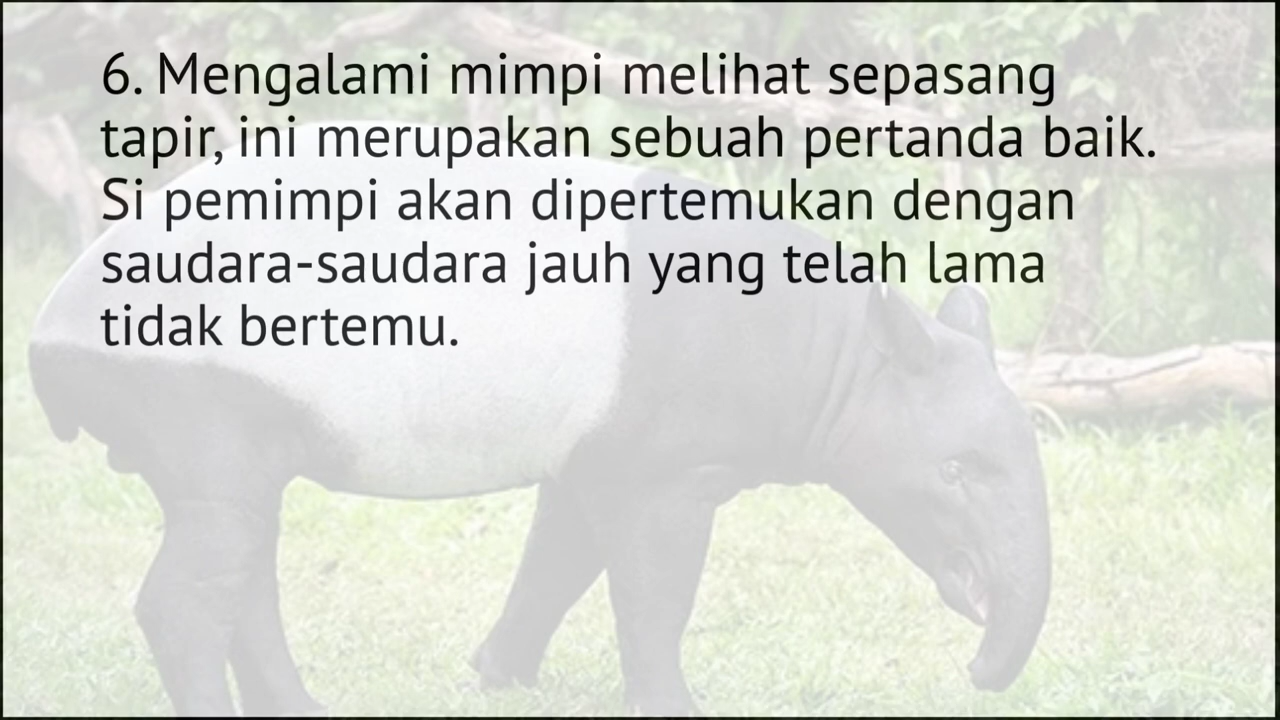 6. Mengalami mimpi melihat sepasang
tapir, ini merupakan sebuah pertanda baik.
Si pemimpi akan dipertemukan dengan
saudara-saudara jauh yang telah lama
tidak bertemu.